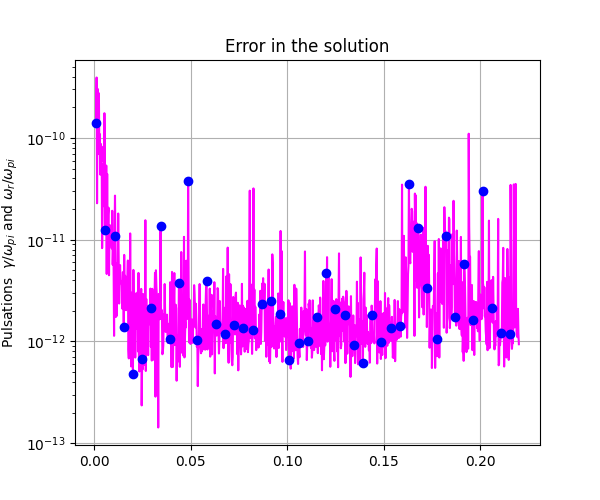 Error in the solution
Pulsations γ/ω_pi and ω_r/ω_pi
10^−10
10^−11
10^−12
10^−13
0.00 0.05 0.10 0.15 0.20